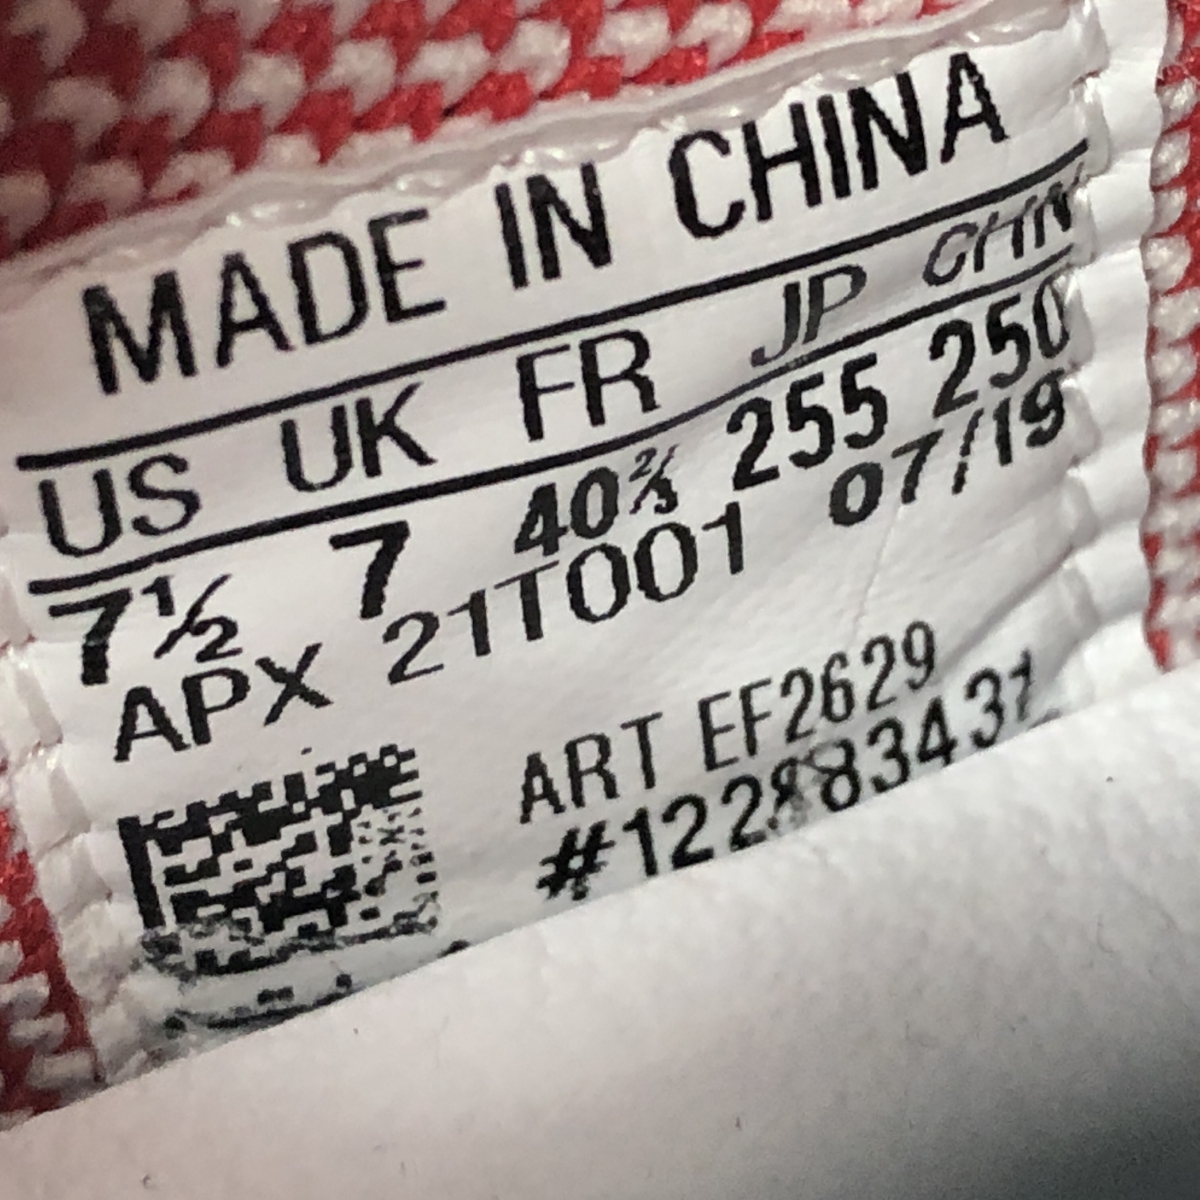 MADE IN CHINA
US UK FR JP CHN
7½ 7 40⅔ 255 250
APX 21T001 07/19
ART EF2629
#122883431